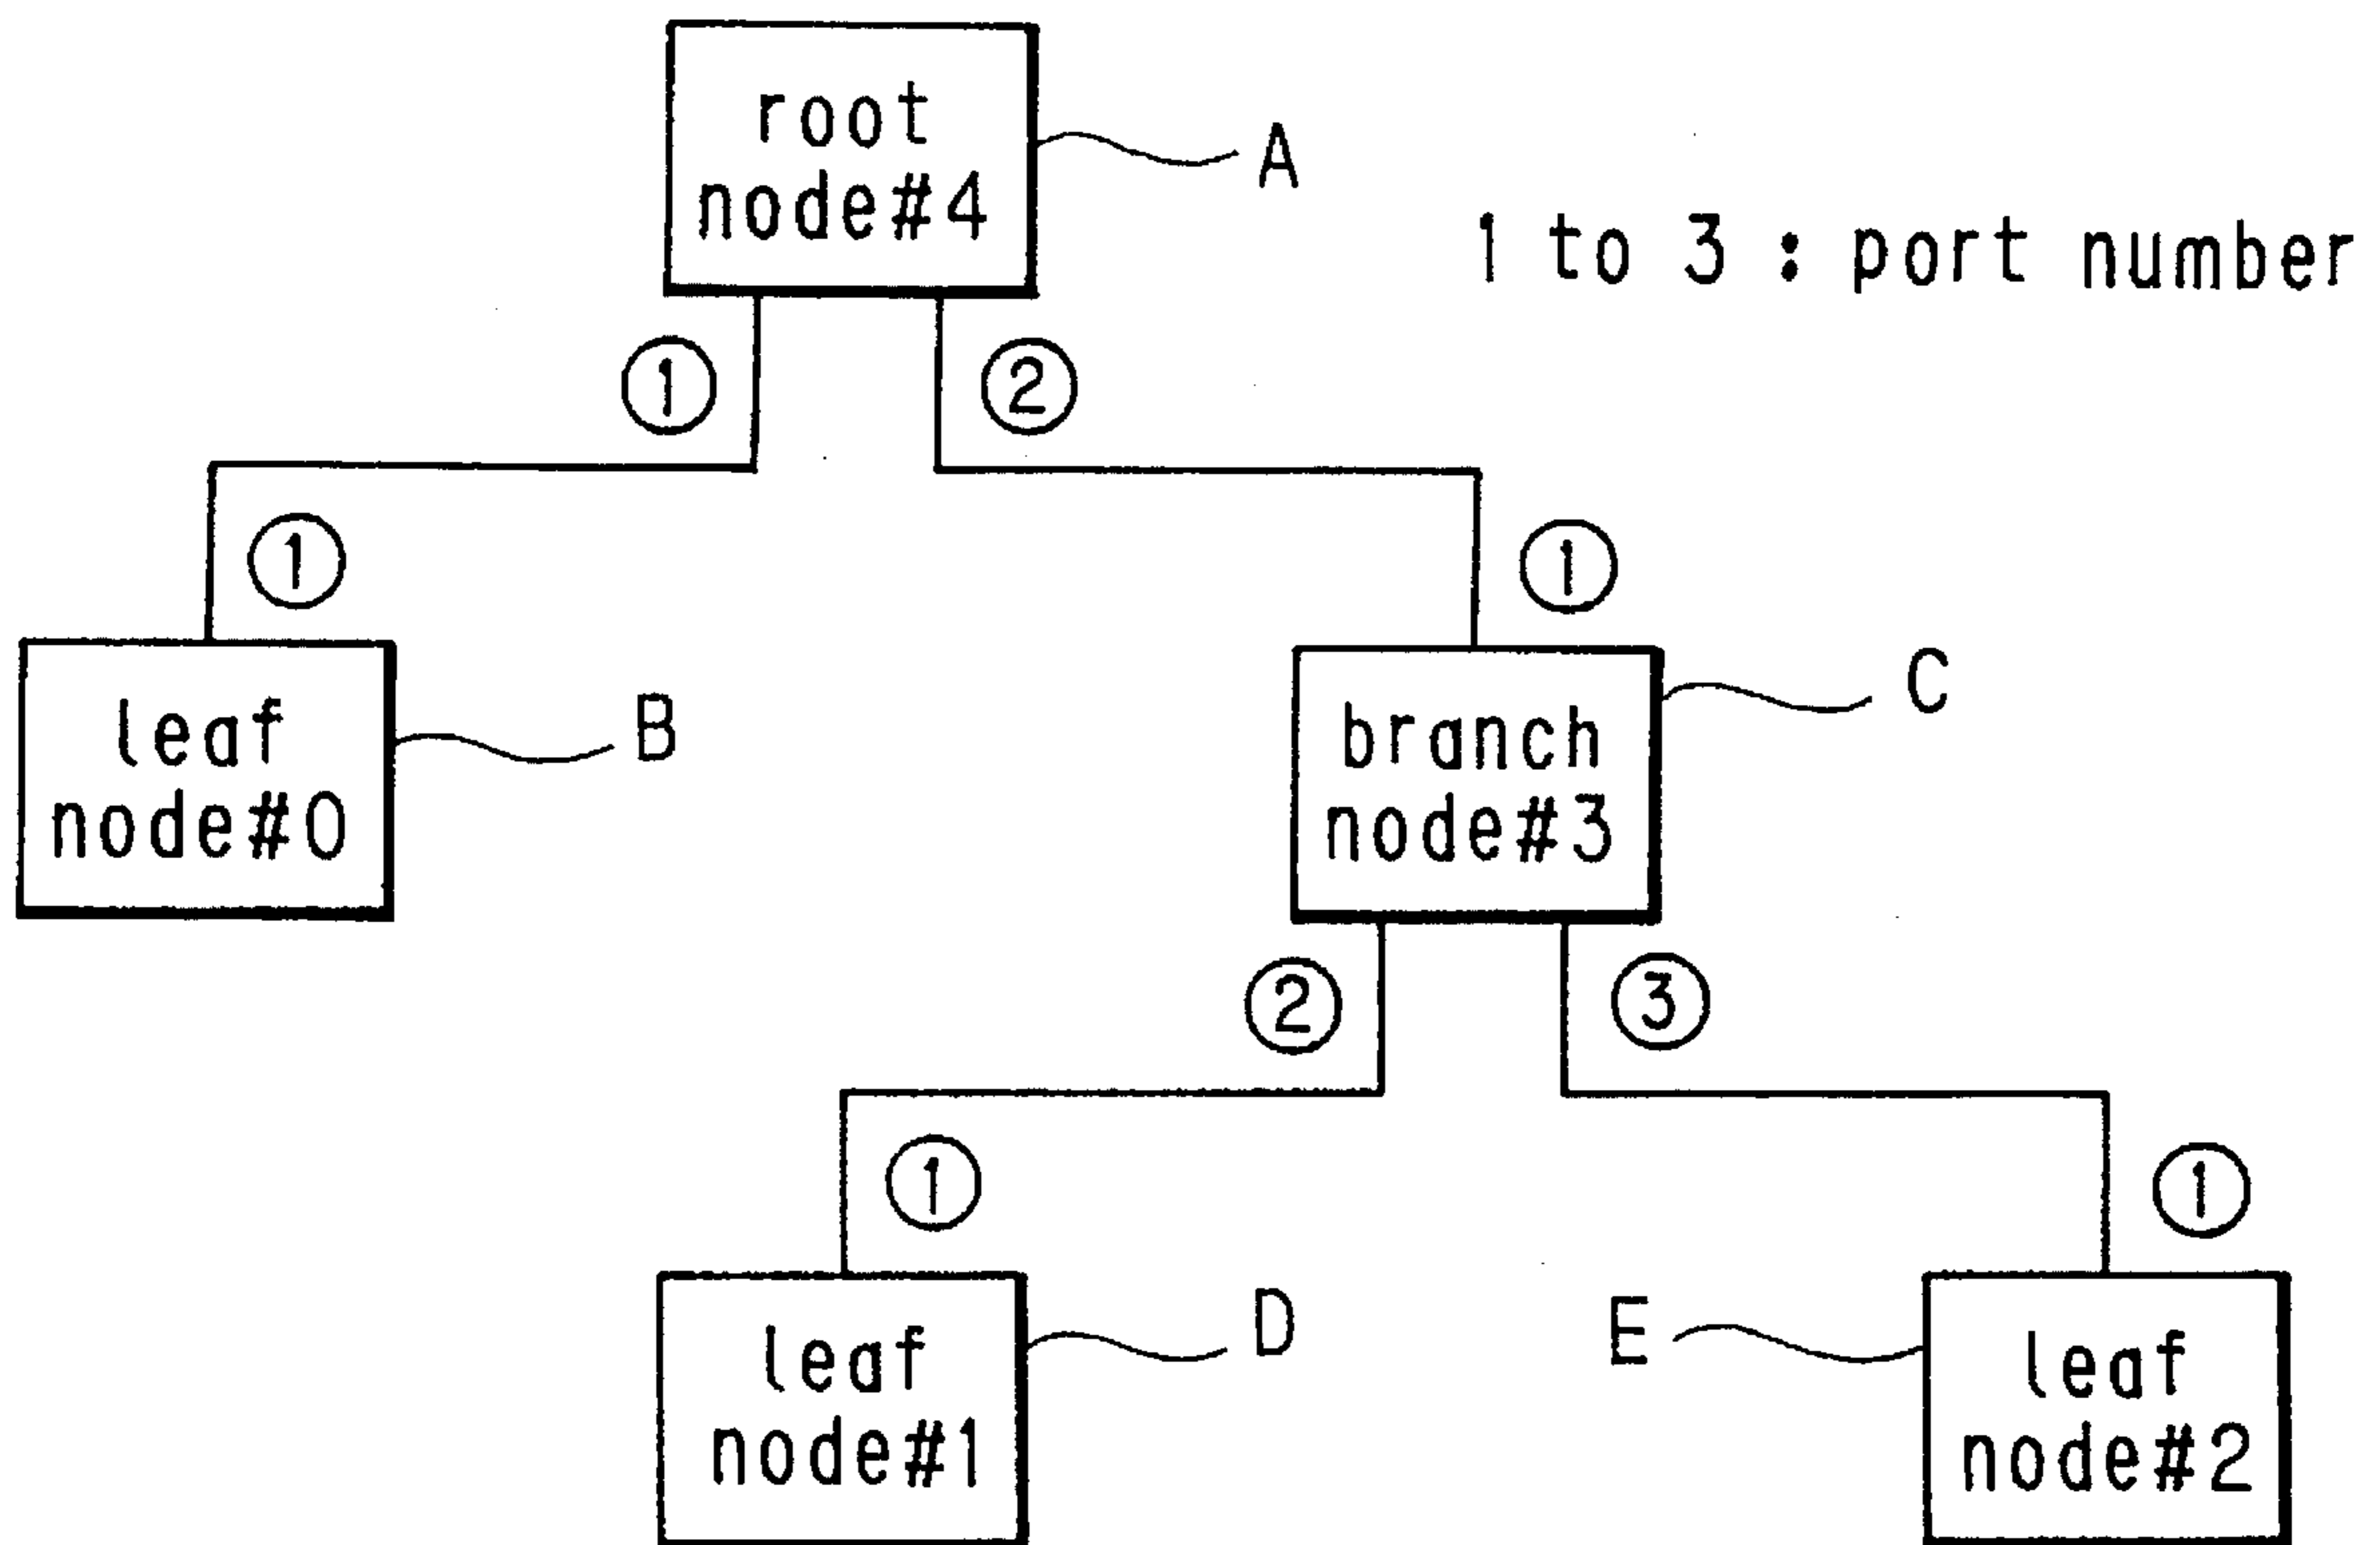 root
node#4
A
1 to 3 : port number
①
②
①
①
leaf
node#0
B
branch
node#3
C
②
③
①
①
leaf
node#1
D
E
leaf
node#2